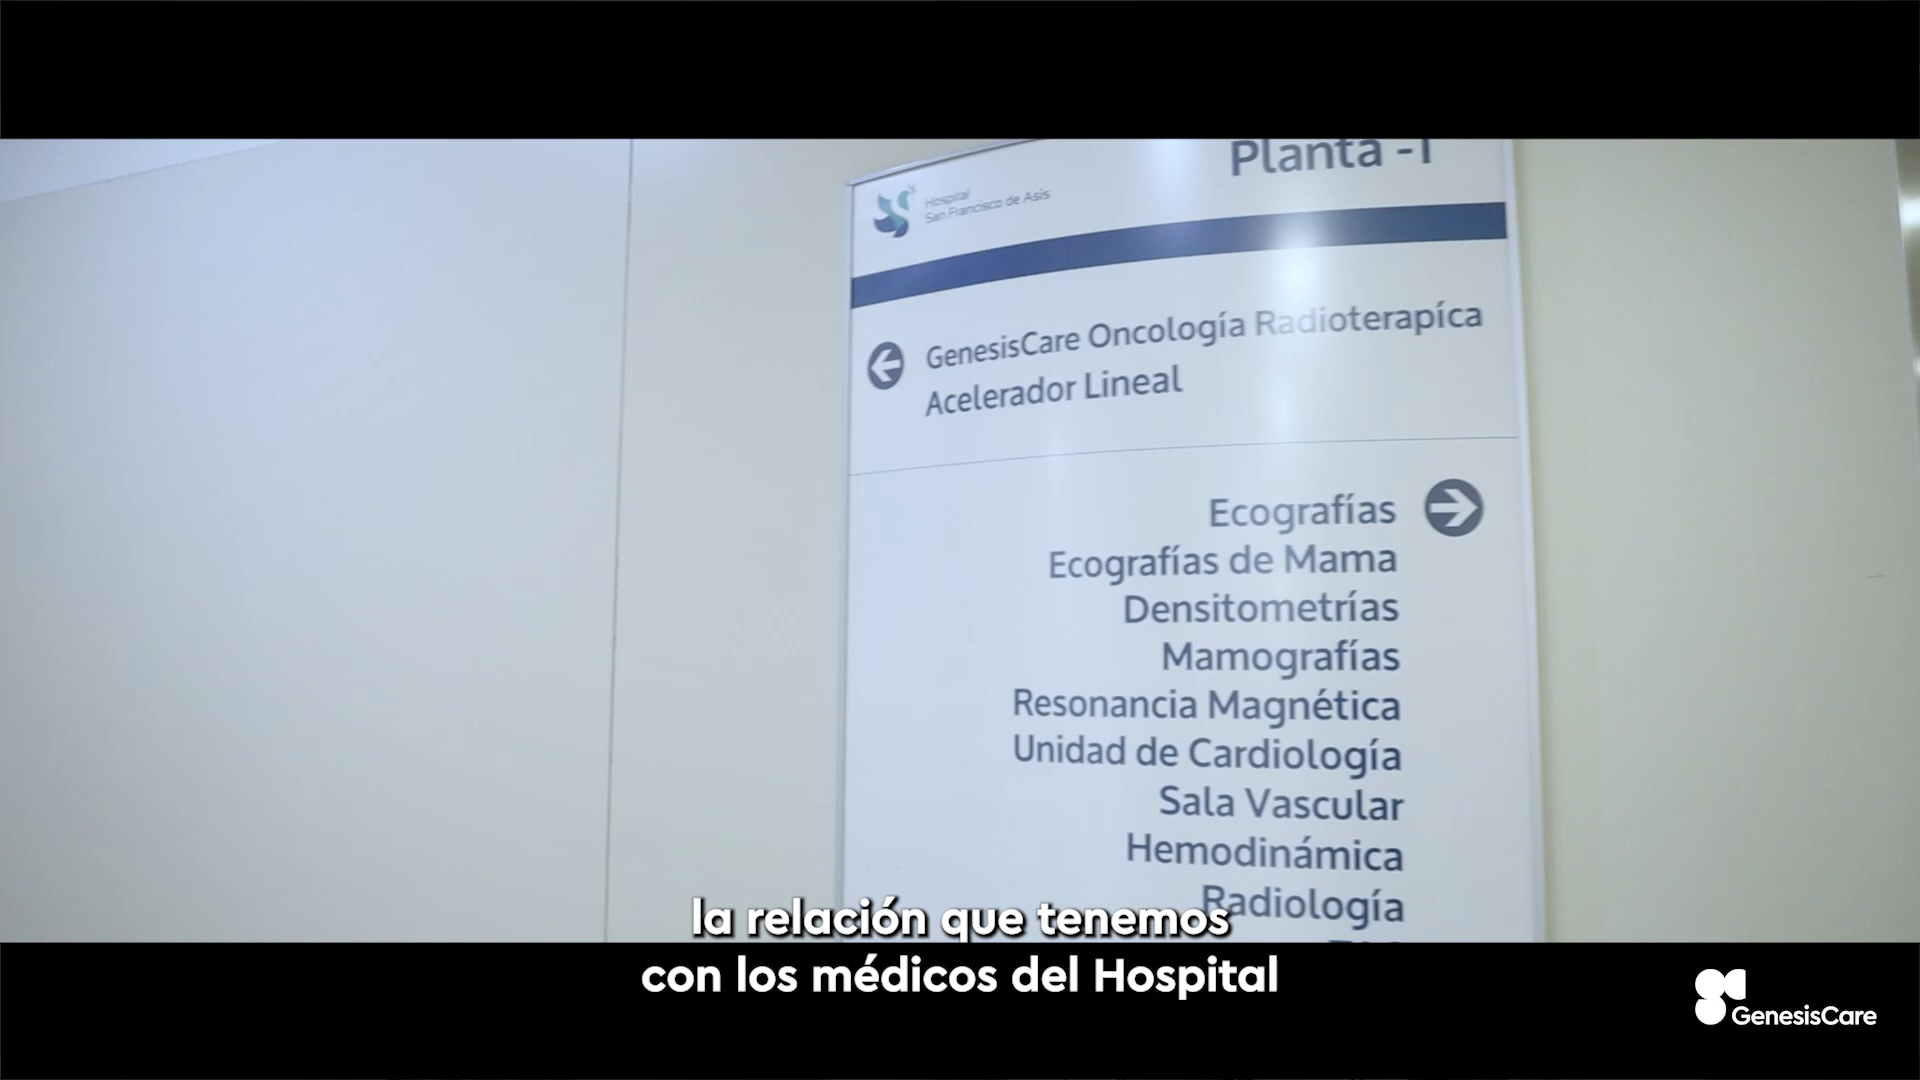 Planta -1
Hospital
San Francisco de Asís
GenesisCare Oncología Radioterapíca
Acelerador Lineal
Ecografías
Ecografías de Mama
Densitometrías
Mamografías
Resonancia Magnética
Unidad de Cardiología
Sala Vascular
Hemodinámica
Radiología
la relación que tenemos
con los médicos del Hospital
GenesisCare